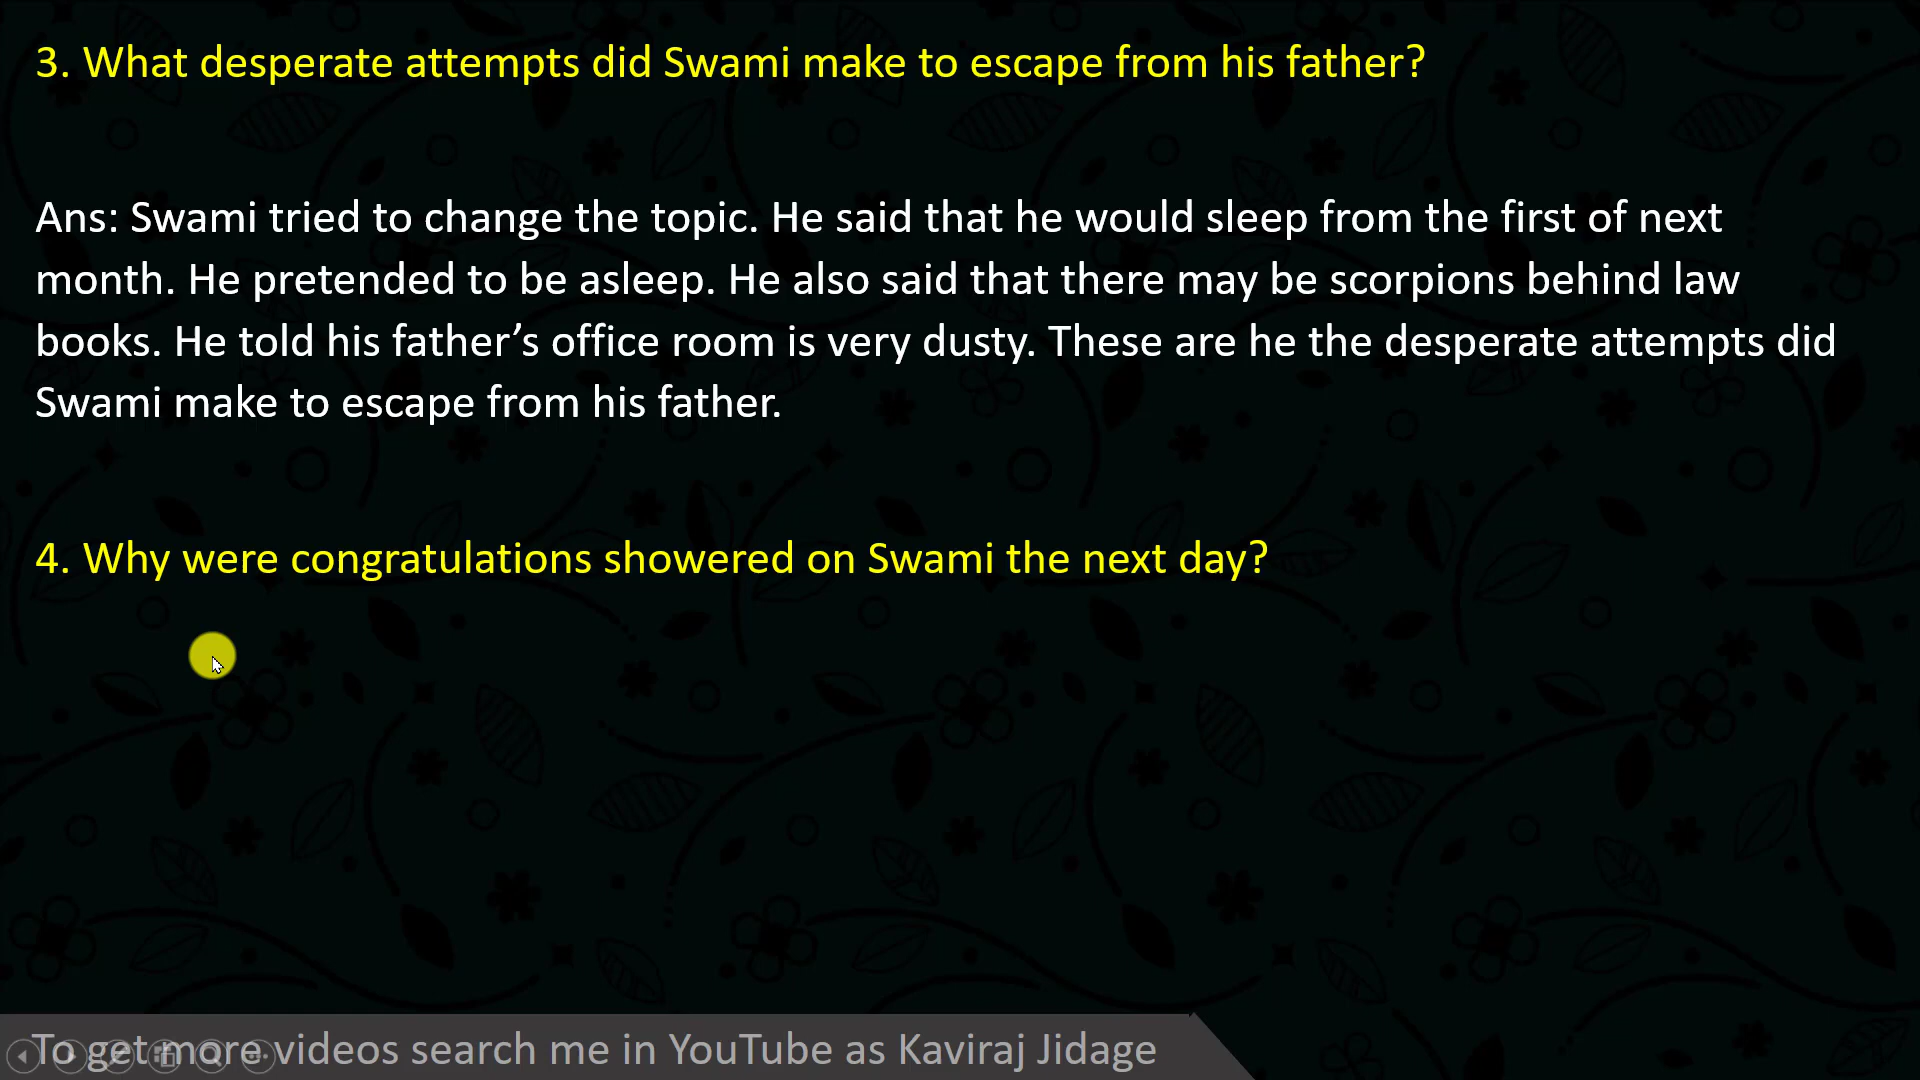 3. What desperate attempts did Swami make to escape from his father?
Ans: Swami tried to change the topic. He said that he would sleep from the first of next
month. He pretended to be asleep. He also said that there may be scorpions behind law
books. He told his father’s office room is very dusty. These are he the desperate attempts did
Swami make to escape from his father.
4. Why were congratulations showered on Swami the next day?
To get more videos search me in YouTube as Kaviraj Jidage